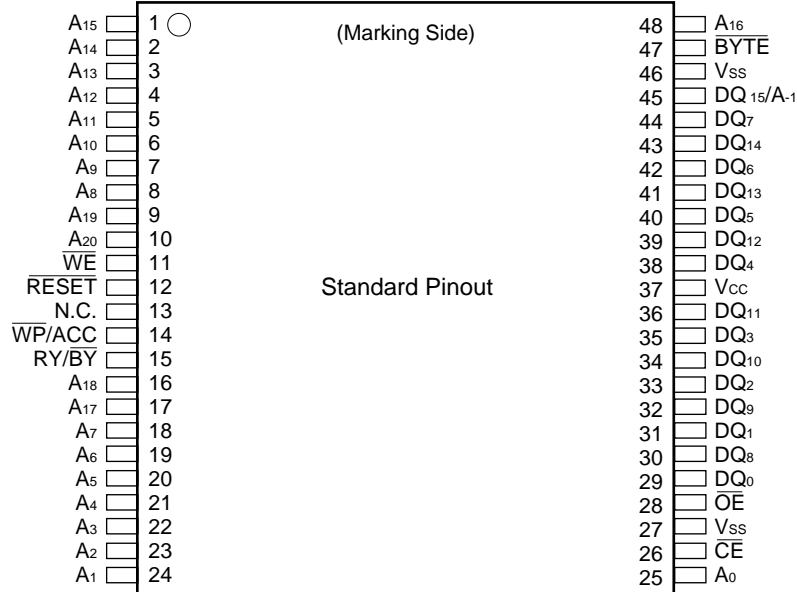 A15 1 (Marking Side) 48 A16
A14 2 47 BYTE
A13 3 46 VSS
A12 4 45 DQ 15/A-1
A11 5 44 DQ7
A10 6 43 DQ14
A9 7 42 DQ6
A8 8 41 DQ13
A19 9 40 DQ5
A20 10 39 DQ12
WE 11 38 DQ4
RESET 12 Standard Pinout 37 VCC
N.C. 13 36 DQ11
WP/ACC 14 35 DQ3
RY/BY 15 34 DQ10
A18 16 33 DQ2
A17 17 32 DQ9
A7 18 31 DQ1
A6 19 30 DQ8
A5 20 29 DQ0
A4 21 28 OE
A3 22 27 VSS
A2 23 26 CE
A1 24 25 A0